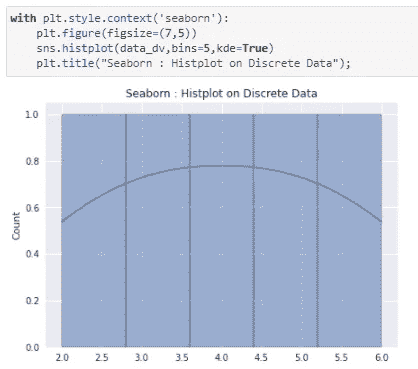 with plt.style.context('seaborn'):
plt.figure(figsize=(7,5))
sns.histplot(data_dv,bins=5,kde=True)
plt.title("Seaborn : Histplot on Discrete Data");
Seaborn : Histplot on Discrete Data
1.0
0.8
0.6
0.4
0.2
0.0
Count
2.0 2.5 3.0 3.5 4.0 4.5 5.0 5.5 6.0